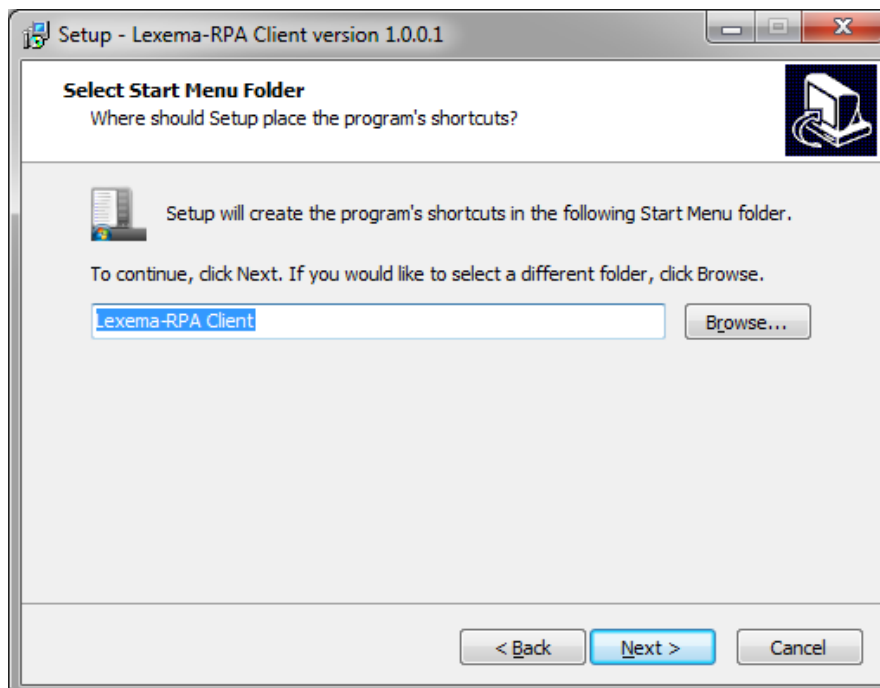 Setup - Lexema-RPA Client version 1.0.0.1
Select Start Menu Folder
Where should Setup place the program's shortcuts?
Setup will create the program's shortcuts in the following Start Menu folder.
To continue, click Next. If you would like to select a different folder, click Browse.
Lexema-RPA Client
Browse...
< Back
Next >
Cancel